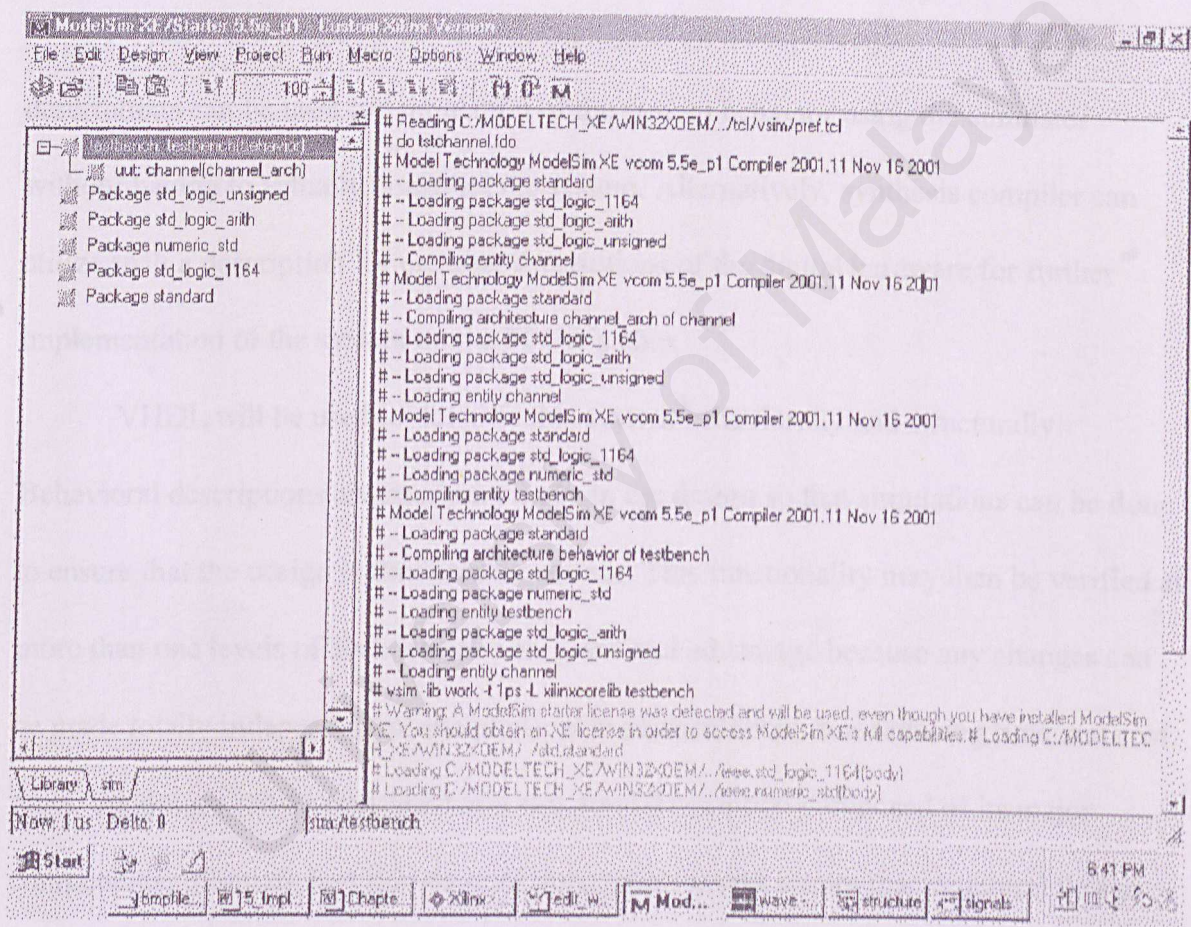 ModelSim XE/Starter 5.5e_p1 - Custom Xilinx Version
File Edit Design View Project Run Macro Options Window Help
100
uut: channel(channel_arch)
Package std_logic_unsigned
Package std_logic_arith
Package numeric_std
Package std_logic_1164
Package standard
Library sim
# Reading C:/MODELTECH_XE/WIN32XOEM/../tcl/vsim/pref.tcl
# do tstchannel.fdo
# Model Technology ModelSim XE vcom 5.5e_p1 Compiler 2001.11 Nov 16 2001
# -- Loading package standard
# -- Loading package std_logic_1164
# -- Loading package std_logic_arith
# -- Loading package std_logic_unsigned
# -- Compiling entity channel
# Model Technology ModelSim XE vcom 5.5e_p1 Compiler 2001.11 Nov 16 2001
# -- Loading package standard
# -- Compiling architecture channel_arch of channel
# -- Loading package std_logic_1164
# -- Loading package std_logic_arith
# -- Loading package std_logic_unsigned
# -- Loading entity channel
# Model Technology ModelSim XE vcom 5.5e_p1 Compiler 2001.11 Nov 16 2001
# -- Loading package standard
# -- Loading package std_logic_1164
# -- Loading package numeric_std
# -- Compiling entity testbench
# Model Technology ModelSim XE vcom 5.5e_p1 Compiler 2001.11 Nov 16 2001
# -- Loading package standard
# -- Compiling architecture behavior of testbench
# -- Loading package std_logic_1164
# -- Loading package numeric_std
# -- Loading entity testbench
# -- Loading package std_logic_arith
# -- Loading package std_logic_unsigned
# -- Loading entity channel
# vsim -lib work -t 1ps -L xilinxcorelib testbench
# Warning: A ModelSim starter license was detected and will be used, even though you have installed ModelSim
XE. You should obtain an XE license in order to access ModelSim XE's full capabilities.# Loading C:/MODELTEC
H_XE/WIN32XOEM/../std.standard
# Loading C:/MODELTECH_XE/WIN32XOEM/../ieee.std_logic_1164(body)
# Loading C:/MODELTECH_XE/WIN32XOEM/../ieee.numeric_std(body)
Now: 1 us Delta: 0 sim:/testbench
Start 6:41 PM
bmpfile... 5_Impl... Chapte... Xilinx edit_w... Mod... wave - structure signals
of Malaya